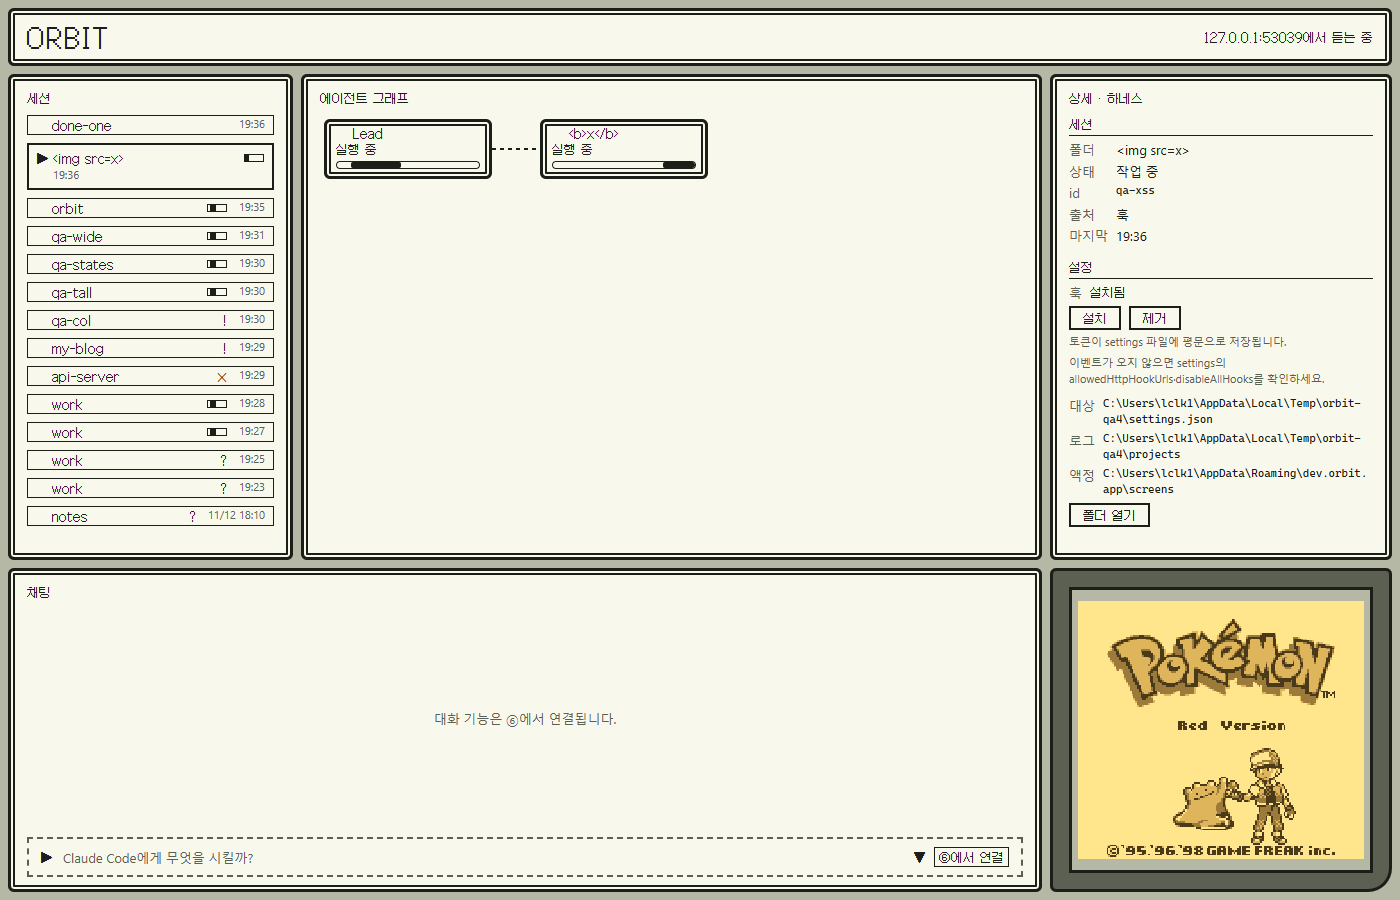 ORBIT
127.0.0.1:53039에서 듣는 중
세션
done-one 19:36
▶ <img src=x>
19:36
orbit 19:35
qa-wide 19:31
qa-states 19:30
qa-tall 19:30
qa-col ! 19:30
my-blog ! 19:29
api-server × 19:29
work 19:28
work 19:27
work ? 19:25
work ? 19:23
notes ? 11/12 18:10
에이전트 그래프
Lead
실행 중
<b>x</b>
실행 중
상세 · 하네스
세션
폴더 <img src=x>
상태 작업 중
id qa-xss
출처 훅
마지막 19:36
설정
훅 설치됨
설치 제거
토큰이 settings 파일에 평문으로 저장됩니다.
이벤트가 오지 않으면 settings의
allowedHttpHookUrls·disableAllHooks를 확인하세요.
대상 C:\Users\lclk1\AppData\Local\Temp\orbit-
qa4\settings.json
로그 C:\Users\lclk1\AppData\Local\Temp\orbit-
qa4\projects
액정 C:\Users\lclk1\AppData\Roaming\dev.orbit.
app\screens
폴더 열기
채팅
대화 기능은 ⑥에서 연결됩니다.
▶ Claude Code에게 무엇을 시킬까?
▼ ⑥에서 연결
POKéMON
TM
Red Version
©'95.'96.'98 GAME FREAK inc.